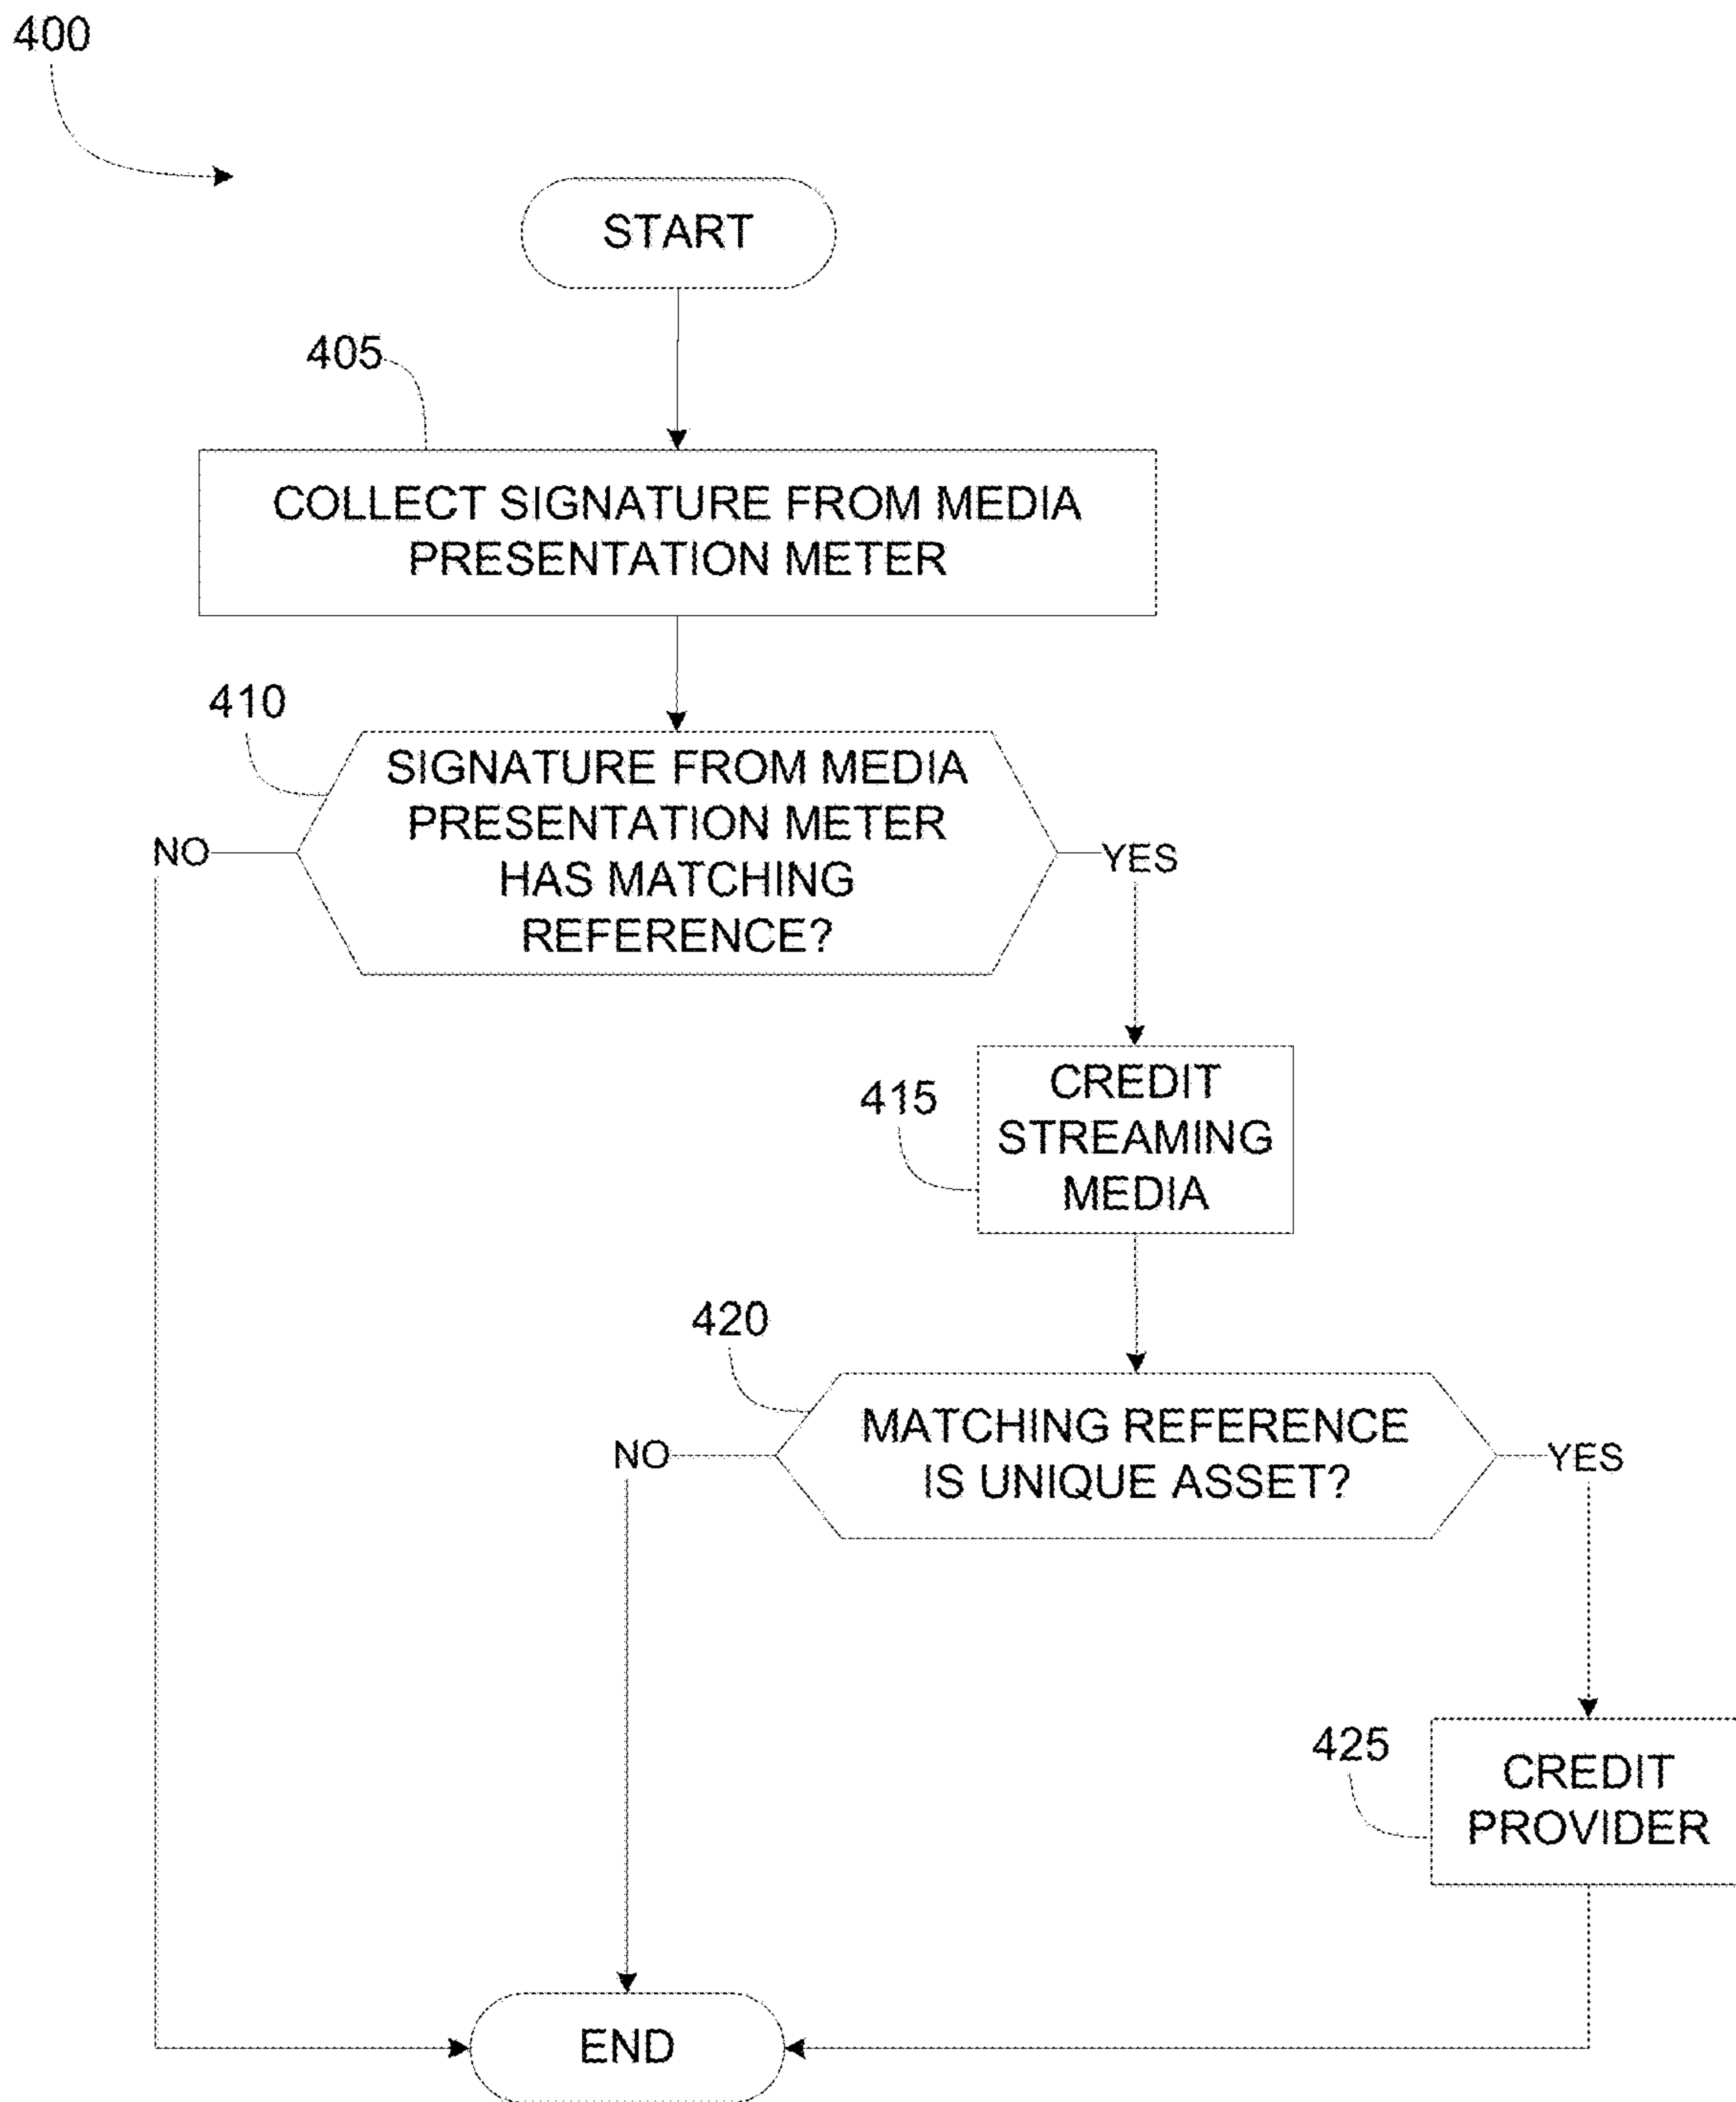 400
START
405
COLLECT SIGNATURE FROM MEDIA
PRESENTATION METER
410
SIGNATURE FROM MEDIA
PRESENTATION METER
HAS MATCHING
REFERENCE?
NO
YES
415
CREDIT
STREAMING
MEDIA
420
MATCHING REFERENCE
IS UNIQUE ASSET?
NO
YES
425
CREDIT
PROVIDER
END